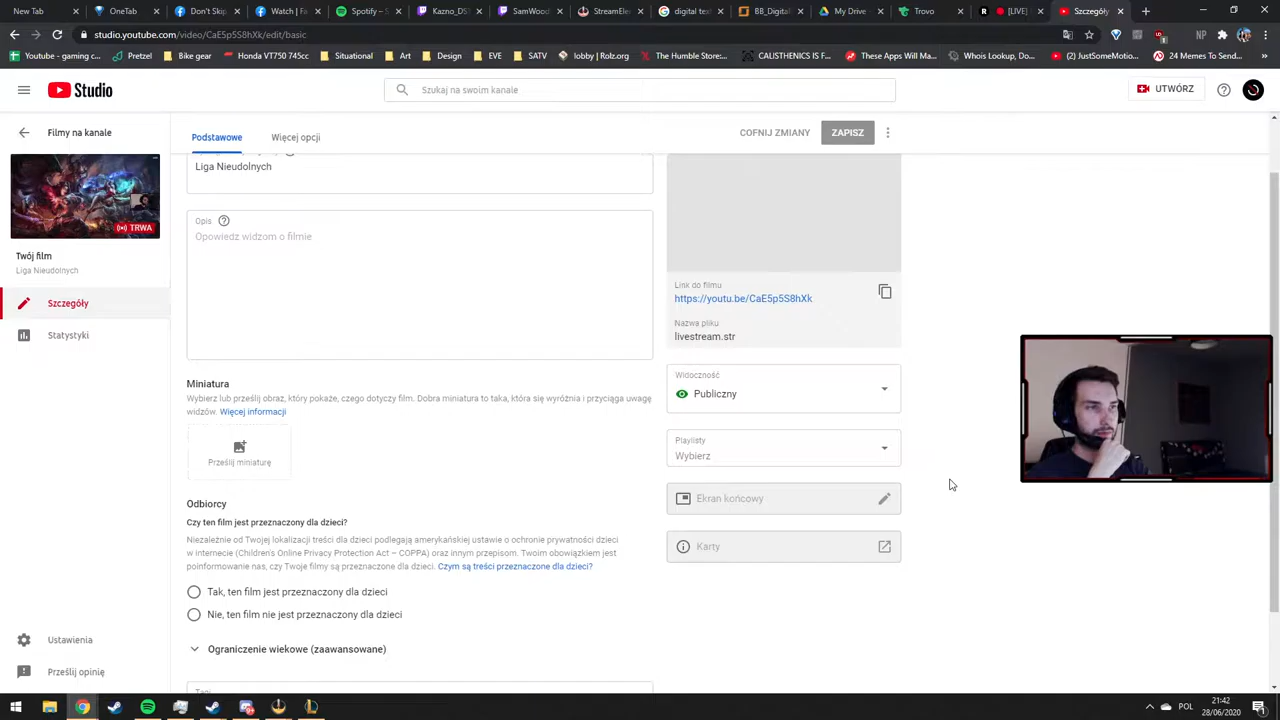 New Tab
Overview
Don't Skip
Watch | Fa
Spotify – S
Kazno_DS
SamWood
StreamEle
digital text
BB_Digital
My Drive
Trovo
[LIVE]
Szczegóły
studio.youtube.com/video/CaE5p5S8hXk/edit/basic
NP
Youtube - gaming c...
Pretzel
Bike gear
Honda VT750 745cc
Situational
Art
Design
EVE
SATV
lobby | Rolz.org
CALISTHENICS IS F...
These Apps Will Ma...
Whois Lookup, Do...
(2) #JustSomeMotio...
24 Memes To Send...
Studio
Szukaj na swoim kanale
UTWÓRZ
Filmy na kanale
Podstawowe
Więcej opcji
COFNIJ ZMIANY
ZAPISZ
Liga Nieudolnych
TRWA
Twój film
Liga Nieudolnych
Szczegóły
Statystyki
Opis
Opowiedz widzom o filmie
Link do filmu
https://youtu.be/CaE5p5S8hXk
Nazwa pliku
livestream.str
Widoczność
Publiczny
Playlisty
Wybierz
Ekran końcowy
Karty
Miniatura
Wybierz lub prześlij obraz, który pokaże, czego dotyczy film. Dobra miniatura to taka, która się wyróżnia i przyciąga uwagę
widzów. Więcej informacji
Prześlij miniaturę
Odbiorcy
Czy ten film jest przeznaczony dla dzieci?
Niezależnie od Twojej lokalizacji treści dla dzieci podlegają amerykańskiej ustawie o ochronie prywatności dzieci
w internecie (Children's Online Privacy Protection Act – COPPA) oraz innym przepisom. Twoim obowiązkiem jest
poinformowanie nas, czy Twoje filmy są przeznaczone dla dzieci. Czym są treści przeznaczone dla dzieci?
Tak, ten film jest przeznaczony dla dzieci
Nie, ten film nie jest przeznaczony dla dzieci
Ograniczenie wiekowe (zaawansowane)
Tagi
Ustawienia
Prześlij opinię
POL
21:42
28/06/2020